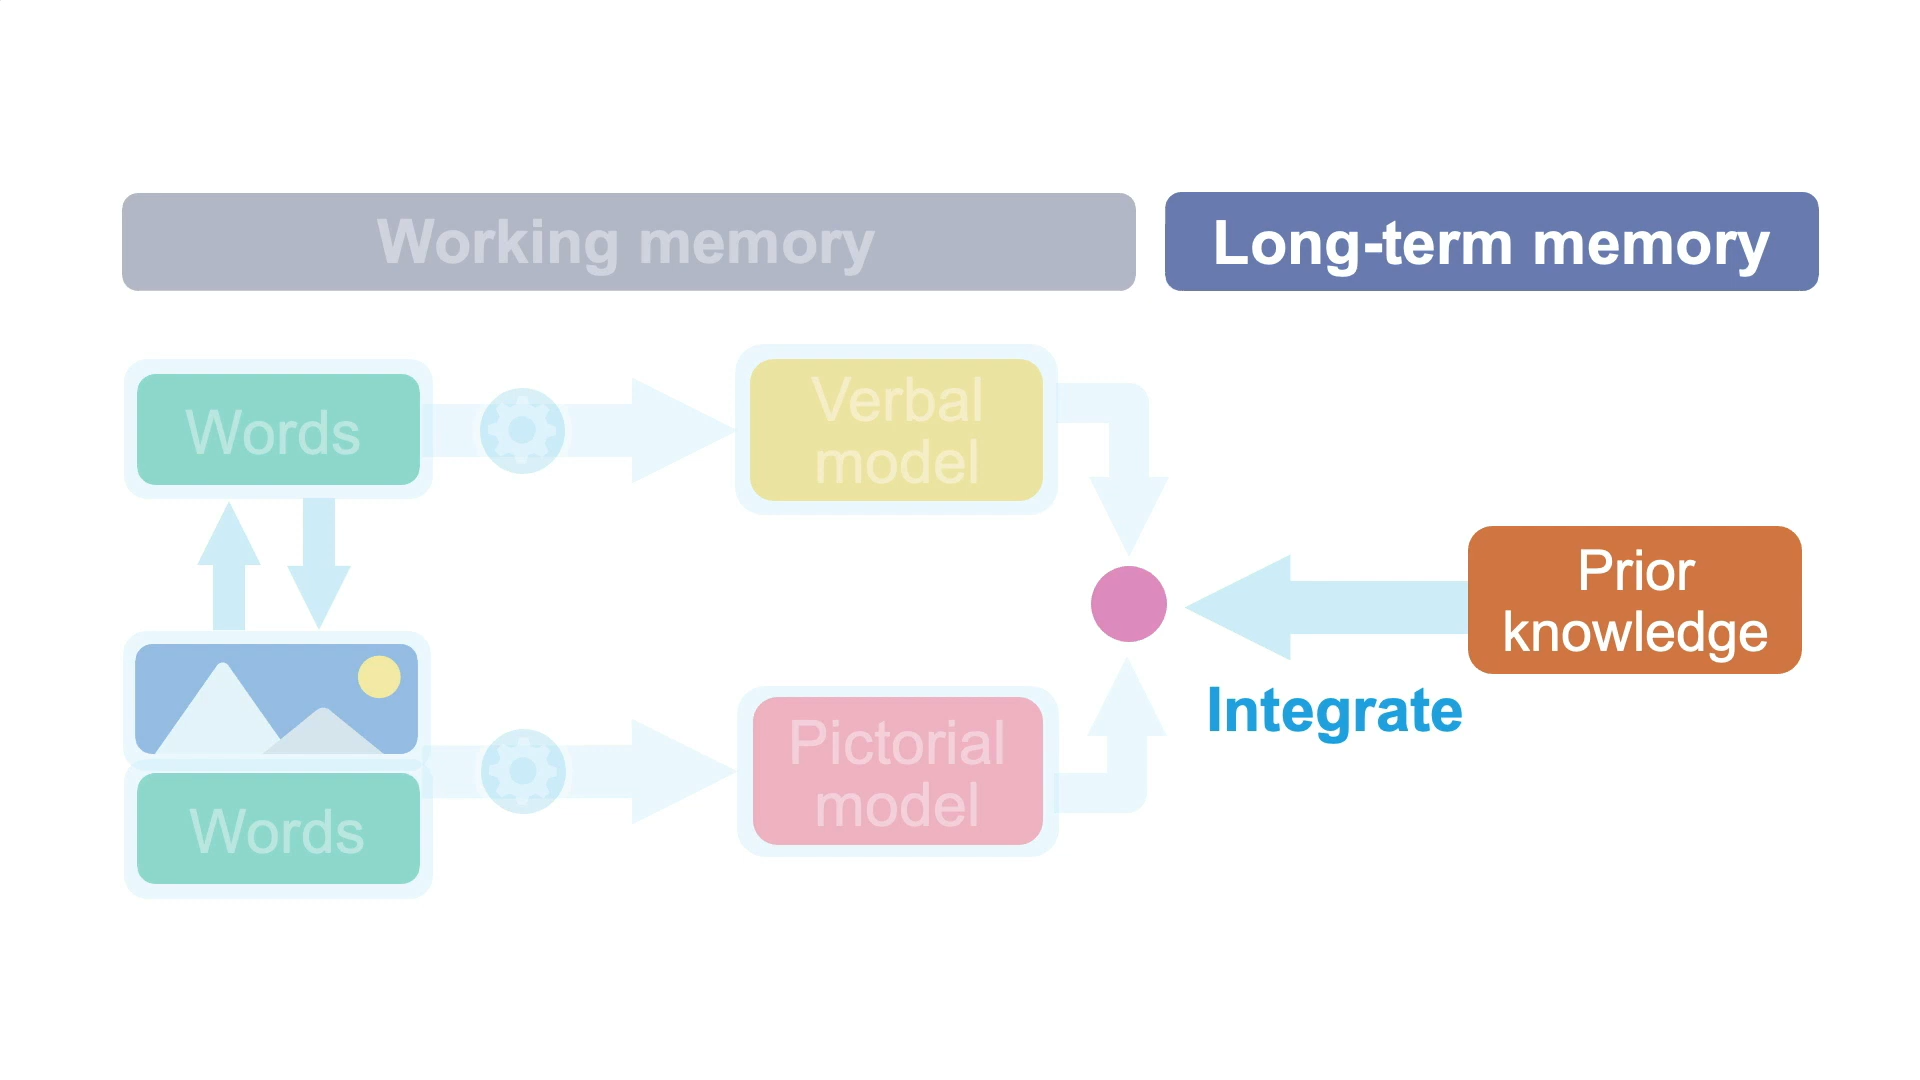 Working memory
Long-term memory
Words
Verbal
model
Prior
knowledge
Integrate
Pictorial
model
Words